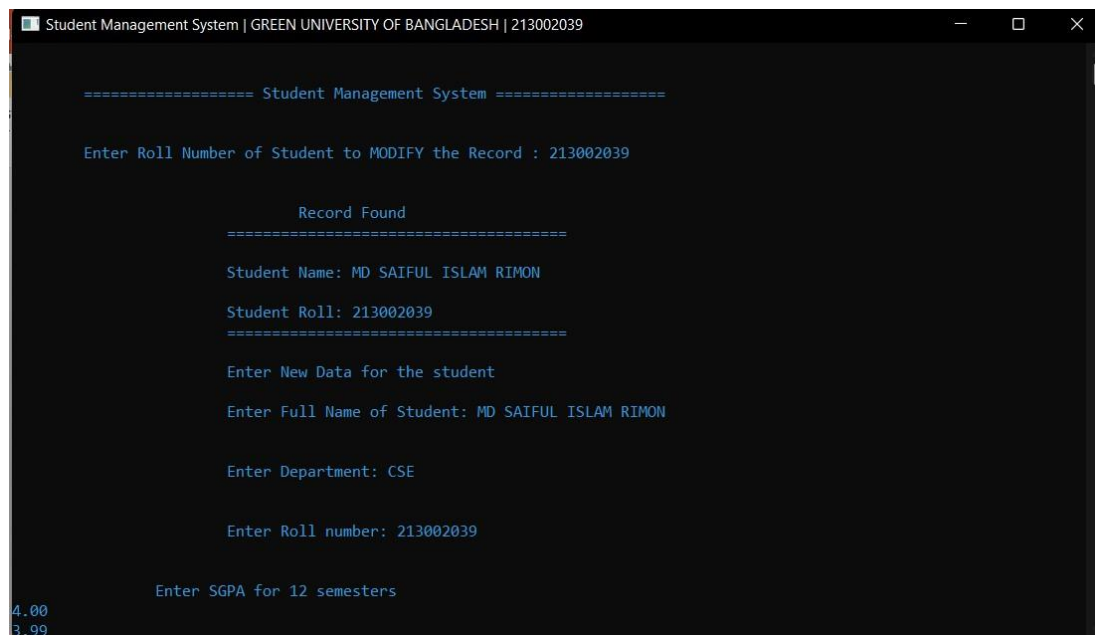 Student Management System | GREEN UNIVERSITY OF BANGLADESH | 213002039
=================== Student Management System ===================
Enter Roll Number of Student to MODIFY the Record : 213002039
Record Found
======================================
Student Name: MD SAIFUL ISLAM RIMON
Student Roll: 213002039
======================================
Enter New Data for the student
Enter Full Name of Student: MD SAIFUL ISLAM RIMON
Enter Department: CSE
Enter Roll number: 213002039
Enter SGPA for 12 semesters
4.00
3.99